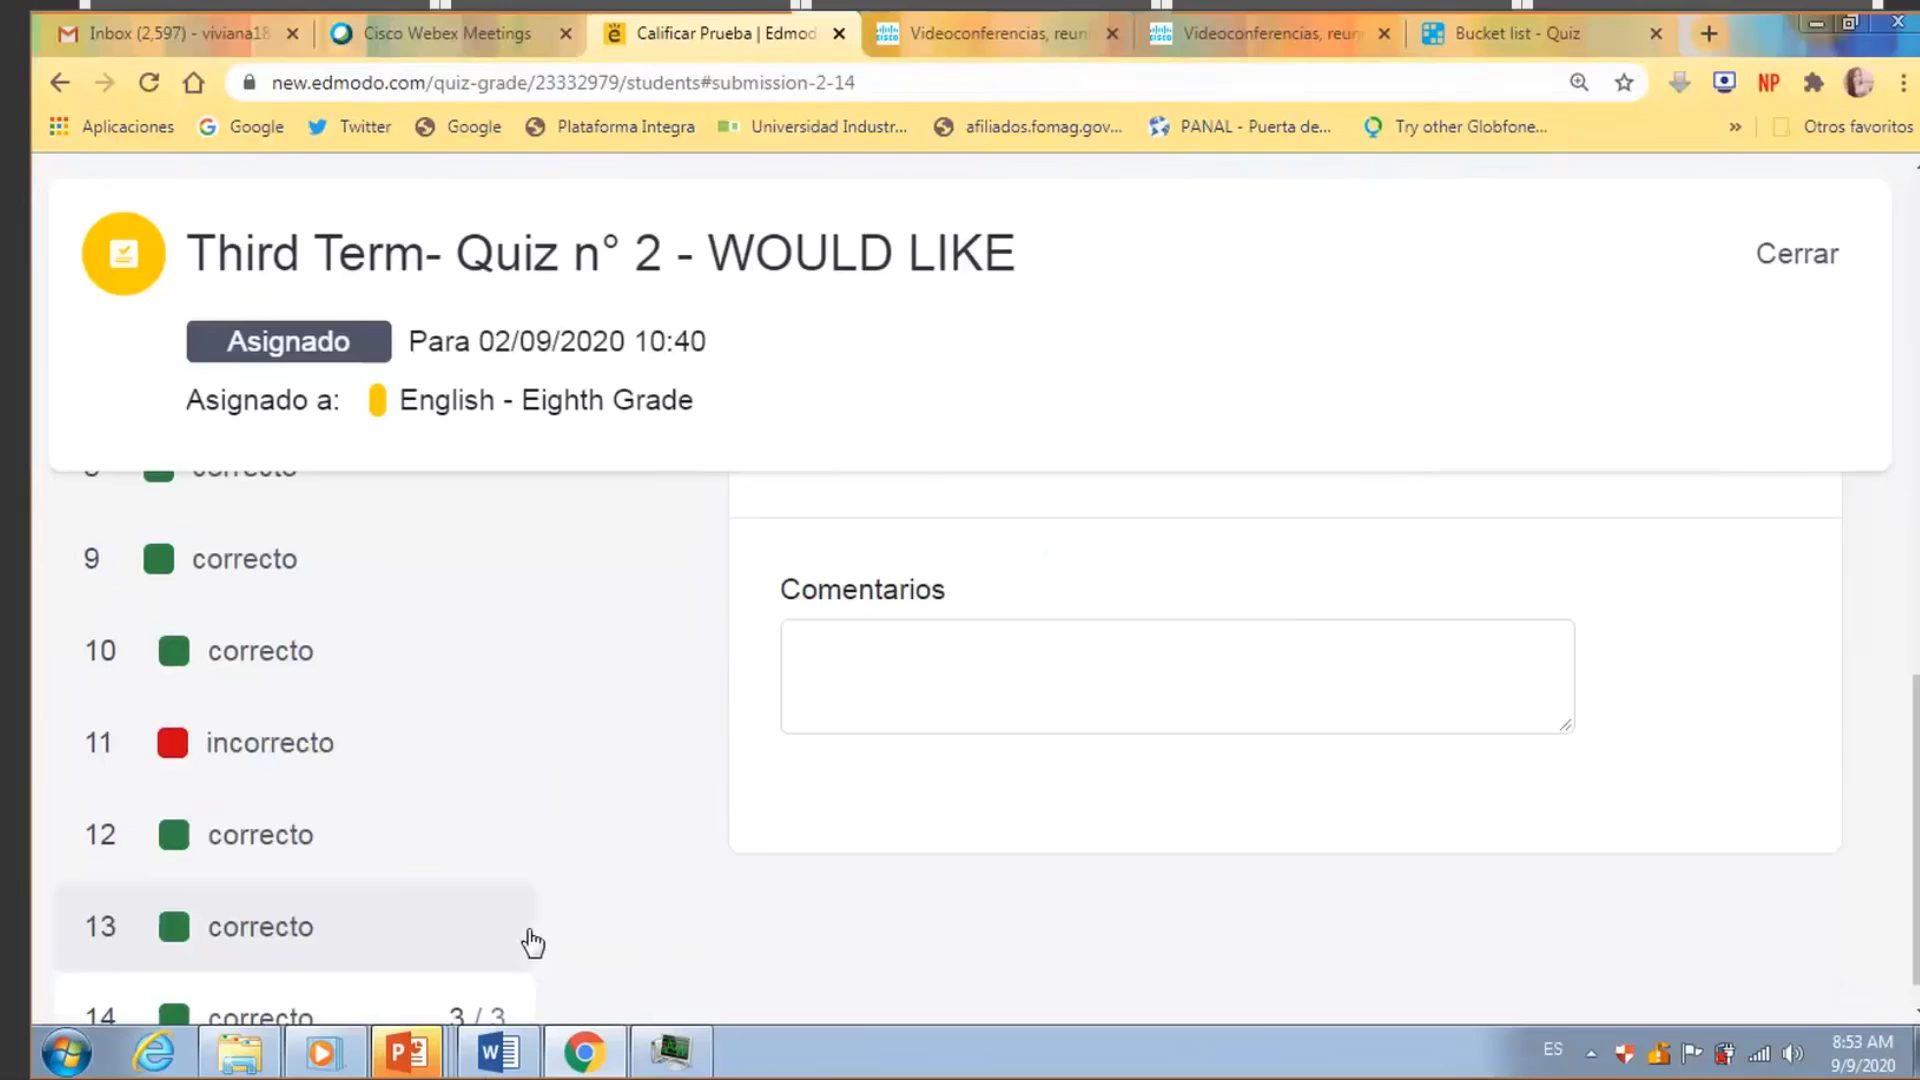 Inbox (2,597) - viviana18
Cisco Webex Meetings
Calificar Prueba | Edmod
Videoconferencias, reun
Videoconferencias, reun
Bucket list - Quiz
new.edmodo.com/quiz-grade/23332979/students#submission-2-14
NP
Aplicaciones
Google
Twitter
Google
Plataforma Integra
Universidad Industr...
afiliados.fomag.gov...
PANAL - Puerta de...
Try other Globfone...
»
Otros favoritos
Third Term- Quiz n° 2 - WOULD LIKE
Cerrar
Asignado Para 02/09/2020 10:40
Asignado a: English - Eighth Grade
correcto
9 correcto
10 correcto
11 incorrecto
12 correcto
13 correcto
14 correcto 3 / 3
Comentarios
ES
8:53 AM
9/9/2020